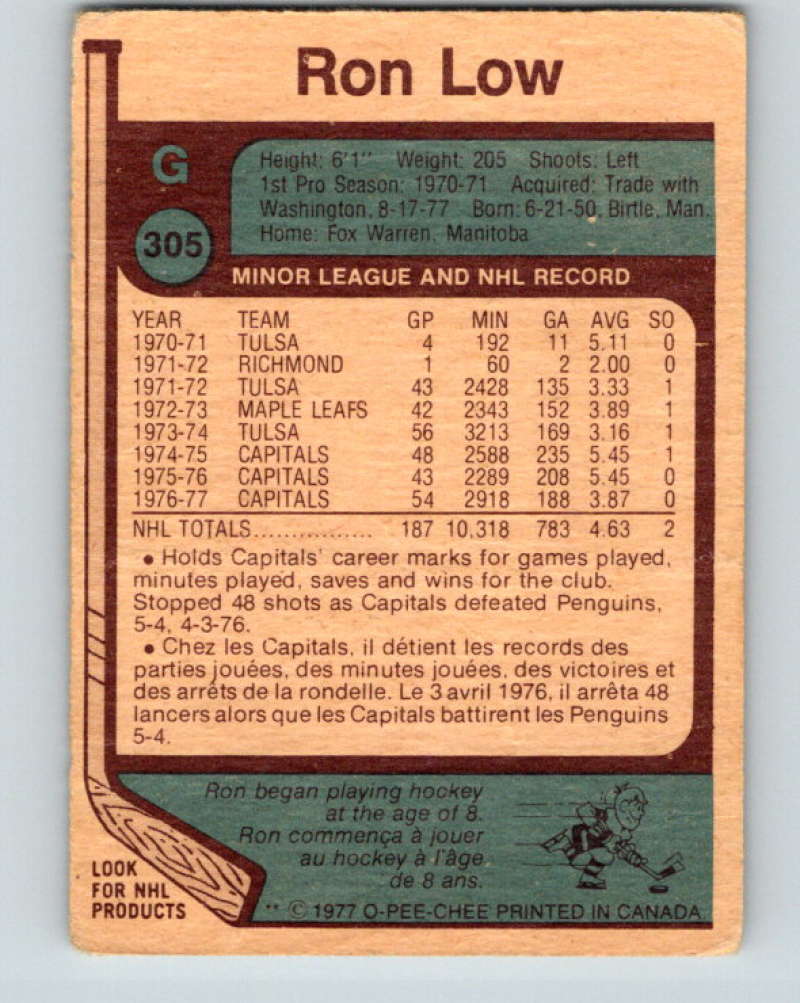 Ron Low
G
Height: 6'1" Weight: 205 Shoots: Left
1st Pro Season: 1970-71 Acquired: Trade with
Washington, 8-17-77 Born: 6-21-50, Birtle, Man.
Home: Fox Warren, Manitoba
305
MINOR LEAGUE AND NHL RECORD
YEAR TEAM GP MIN GA AVG SO
1970-71 TULSA 4 192 11 5.11 0
1971-72 RICHMOND 1 60 2 2.00 0
1971-72 TULSA 43 2428 135 3.33 1
1972-73 MAPLE LEAFS 42 2343 152 3.89 1
1973-74 TULSA 56 3213 169 3.16 1
1974-75 CAPITALS 48 2588 235 5.45 1
1975-76 CAPITALS 43 2289 208 5.45 0
1976-77 CAPITALS 54 2918 188 3.87 0
NHL TOTALS................ 187 10,318 783 4.63 2
• Holds Capitals' career marks for games played,
minutes played, saves and wins for the club.
Stopped 48 shots as Capitals defeated Penguins,
5-4, 4-3-76.
• Chez les Capitals, il détient les records des
parties jouées, des minutes jouées, des victoires et
des arrêts de la rondelle. Le 3 avril 1976, il arrêta 48
lancers alors que les Capitals battirent les Penguins
5-4.
Ron began playing hockey
at the age of 8.
Ron commença à jouer
au hockey à l'âge
de 8 ans.
LOOK
FOR NHL
PRODUCTS
** © 1977 O-PEE-CHEE PRINTED IN CANADA